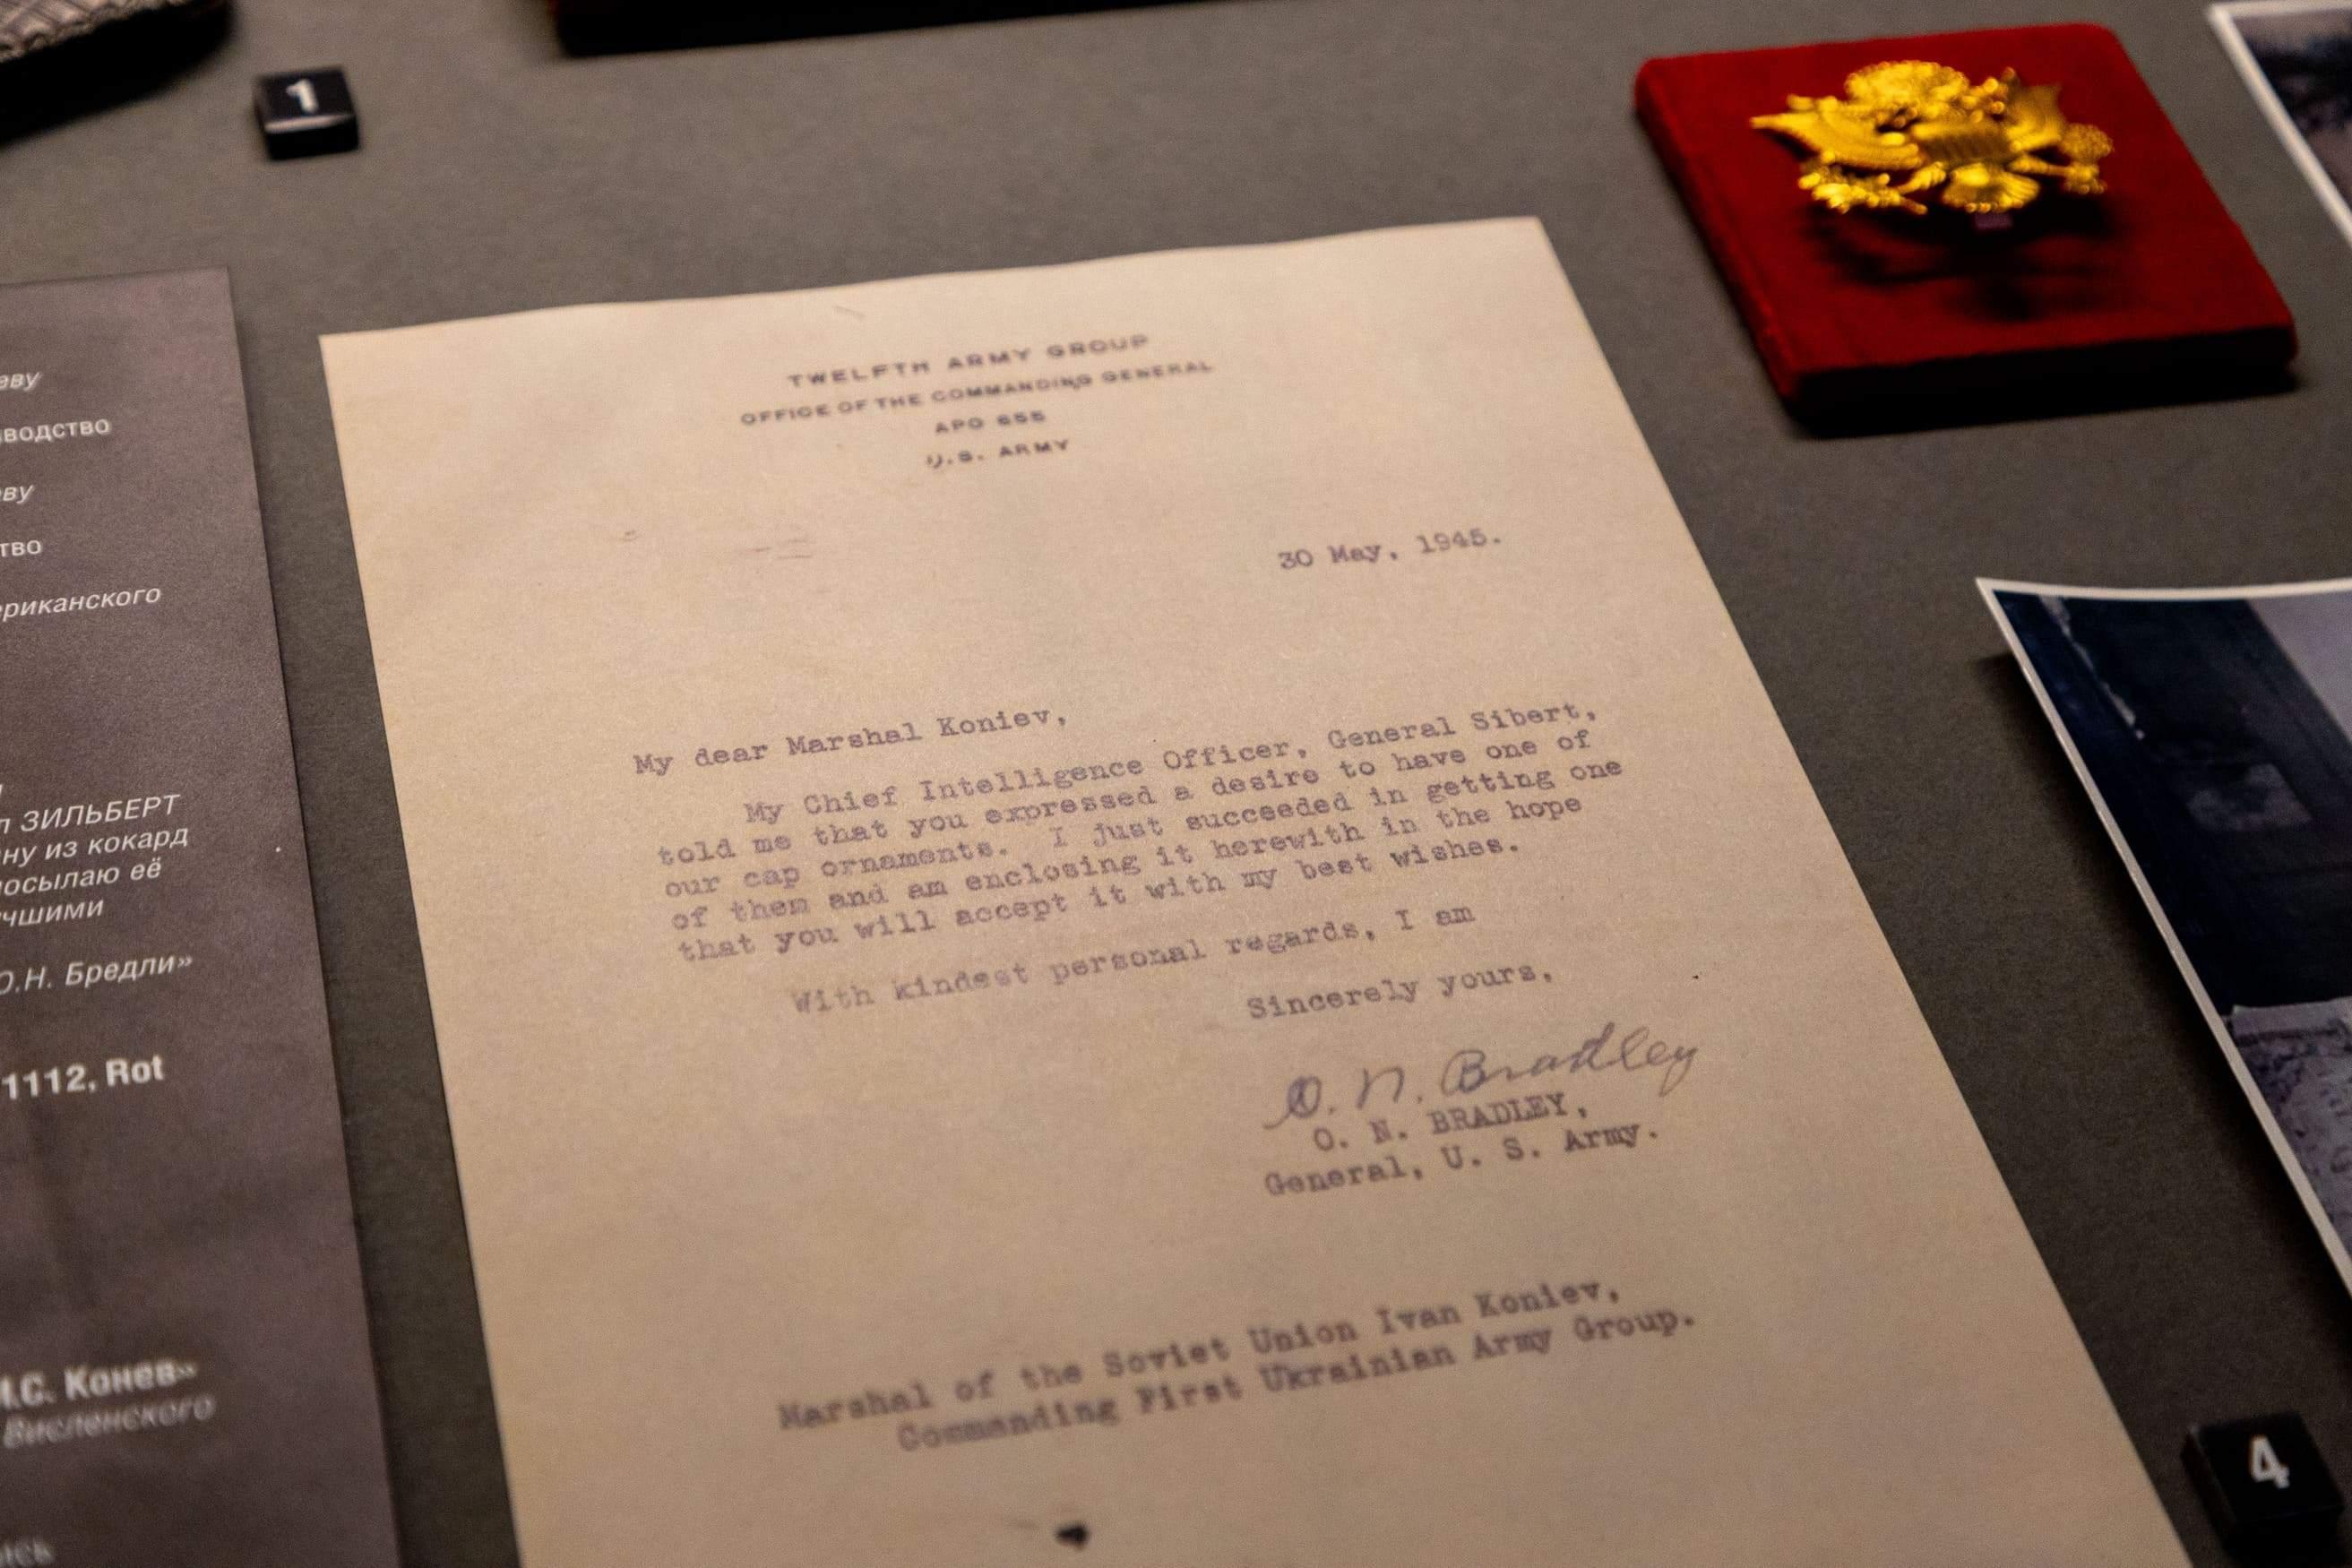 1
еву
водство
еву
тво
риканского
ЗИЛЬБЕРТ
ну из кокард
посылаю её
чшими
О.Н. Бредли»
1112, Rot
И.С. Конев»
Висленского
TWELFTH ARMY GROUP
OFFICE OF THE COMMANDING GENERAL
APO 655
U.S. ARMY
30 May, 1945.
My dear Marshal Koniev,
My Chief Intelligence Officer, General Sibert,
told me that you expressed a desire to have one of
our cap ornaments. I just succeeded in getting one
of them and am enclosing it herewith in the hope
that you will accept it with my best wishes.
With kindest personal regards, I am
Sincerely yours,
O. N. Bradley
O. N. BRADLEY,
General, U. S. Army.
Marshal of the Soviet Union Ivan Koniev,
Commanding First Ukrainian Army Group.
4